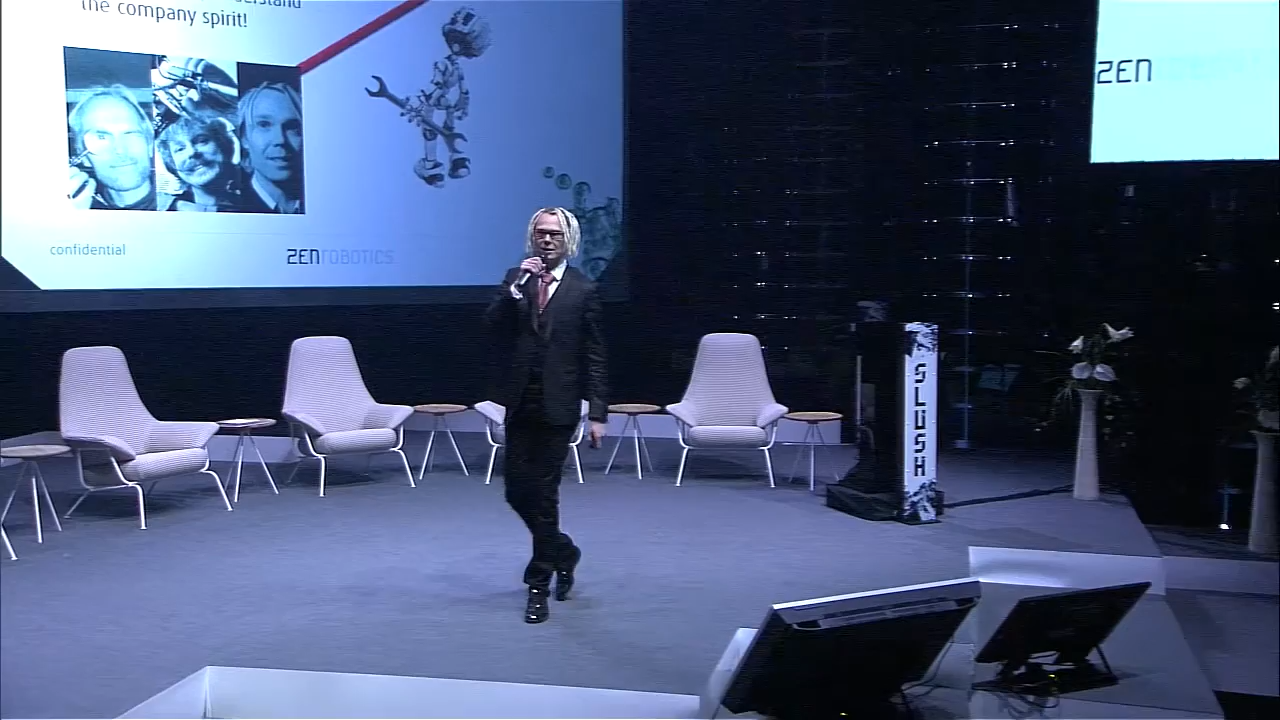 the company spirit!
confidential
ZENROBOTICS
ZEN
SLUSH